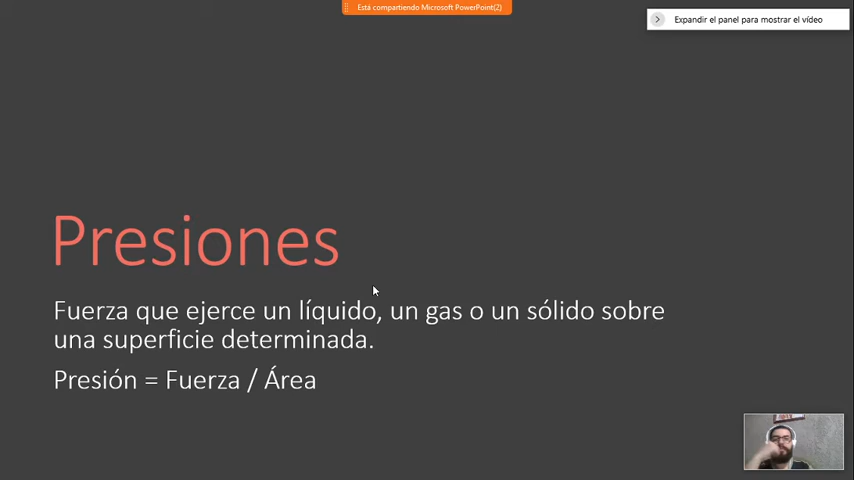 Está compartiendo Microsoft PowerPoint(2)
Expandir el panel para mostrar el vídeo
Presiones
Fuerza que ejerce un líquido, un gas o un sólido sobre
una superficie determinada.
Presión = Fuerza / Área